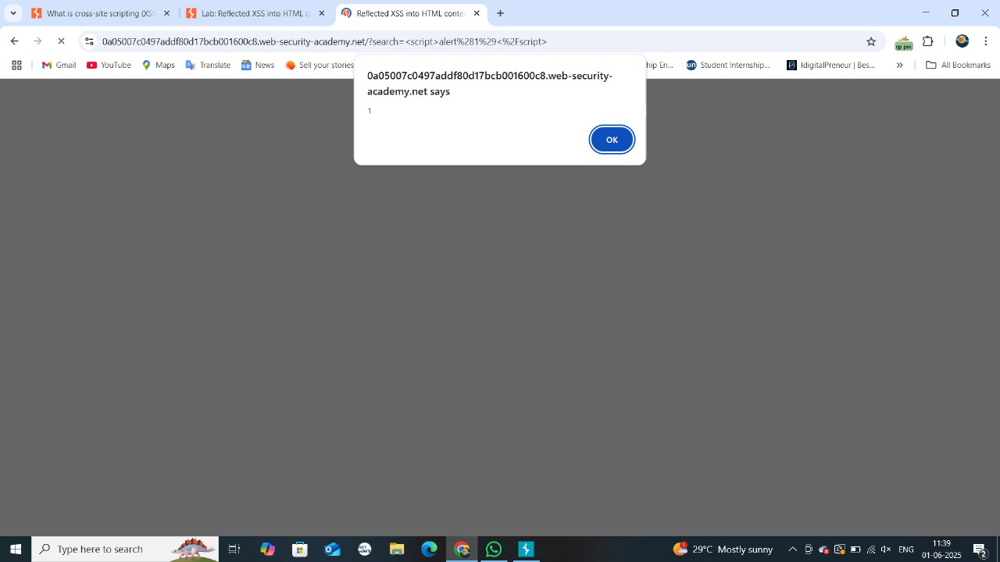 What is cross-site scripting (XS
Lab: Reflected XSS into HTML c
Reflected XSS into HTML conte
0a05007c0497addf80d17bcb001600c8.web-security-academy.net/?search=<script>alert%281%29<%2Fscript>
Gmail
YouTube
Maps
Translate
News
Sell your stories
hip En...
Student Internship...
IdigitalPreneur | Bes...
All Bookmarks
0a05007c0497addf80d17bcb001600c8.web-security-
academy.net says
1
OK
Type here to search
29°C Mostly sunny
ENG
11:39
01-06-2025
2